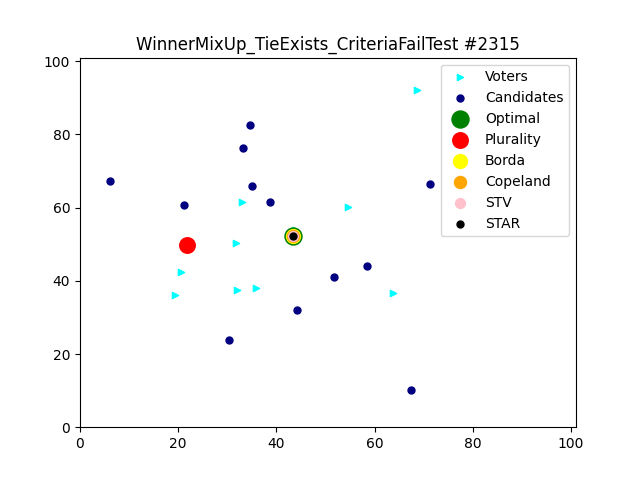 WinnerMixUp_TieExists_CriteriaFailTest #2315
100
80
60
40
20
0
0 20 40 60 80 100
Voters
Candidates
Optimal
Plurality
Borda
Copeland
STV
STAR